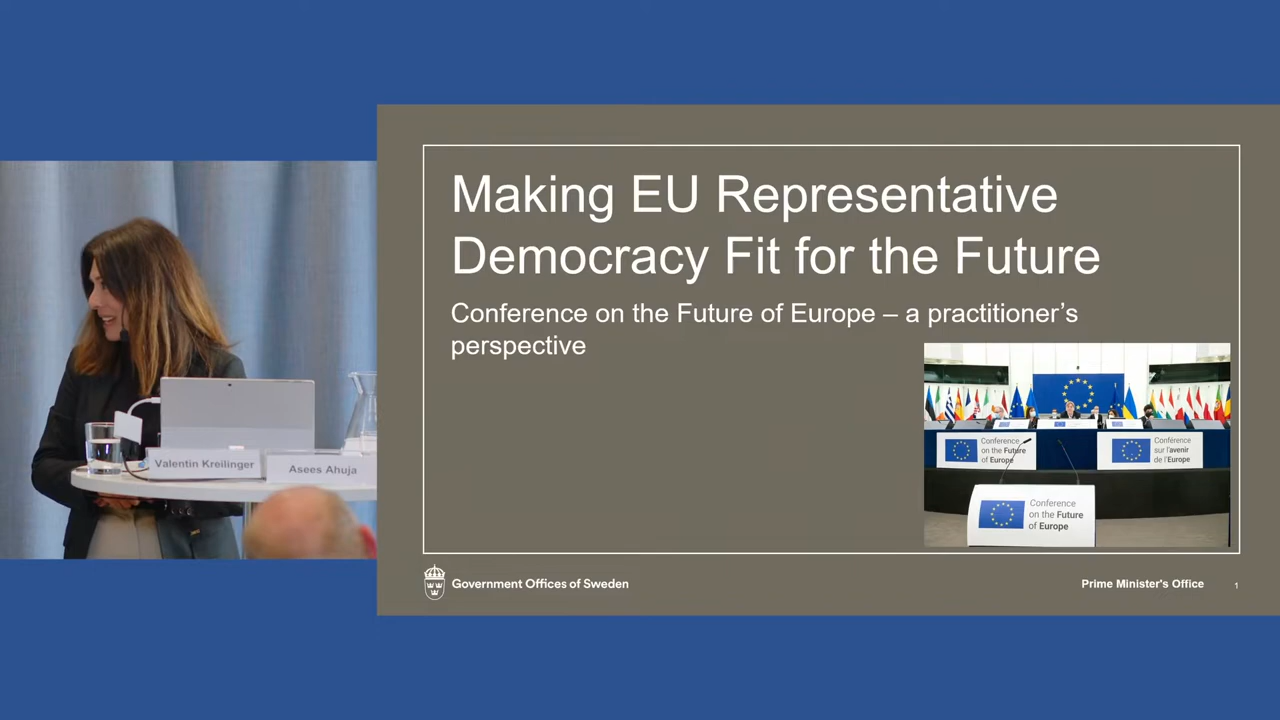 Making EU Representative
Democracy Fit for the Future
Conference on the Future of Europe – a practitioner’s
perspective
Conference
on the Future
of Europe
Conférence
sur l'avenir
de l'Europe
Conference
on the Future
of Europe
Valentin Kreilinger
Asees Ahuja
Government Offices of Sweden
Prime Minister's Office
1